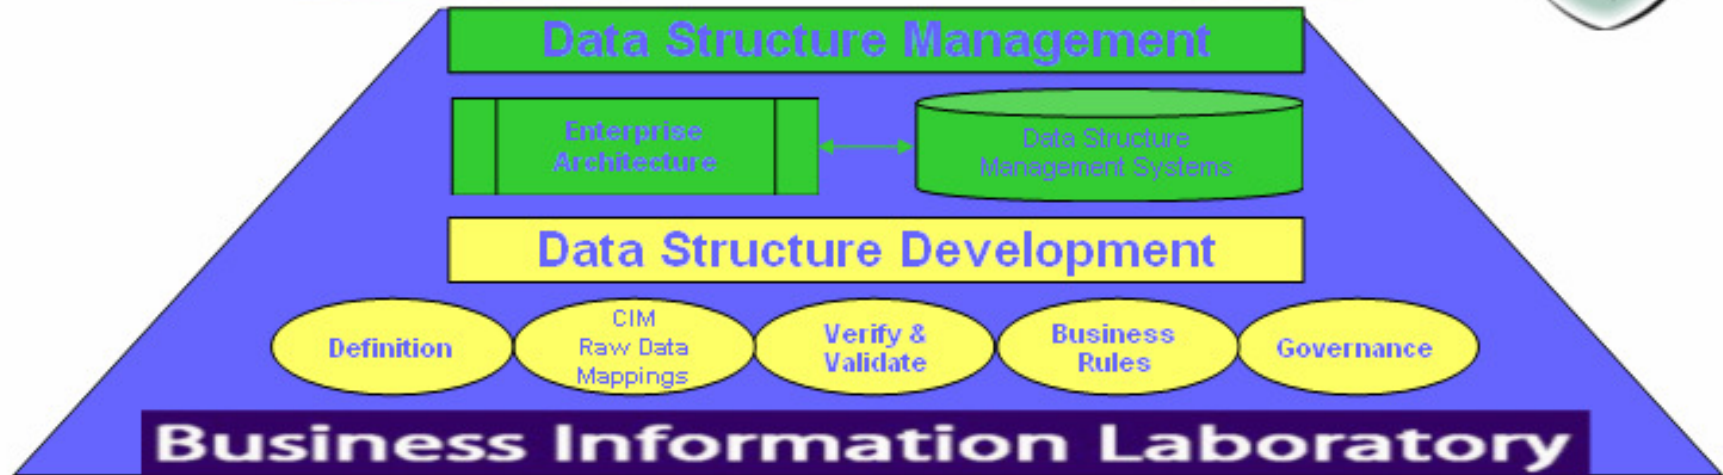 Data Structure Management
Enterprise
Architecture
Data Structure
Management Systems
Data Structure Development
Definition
CIM
Raw Data
Mappings
Verify &
Validate
Business
Rules
Governance
Business Information Laboratory